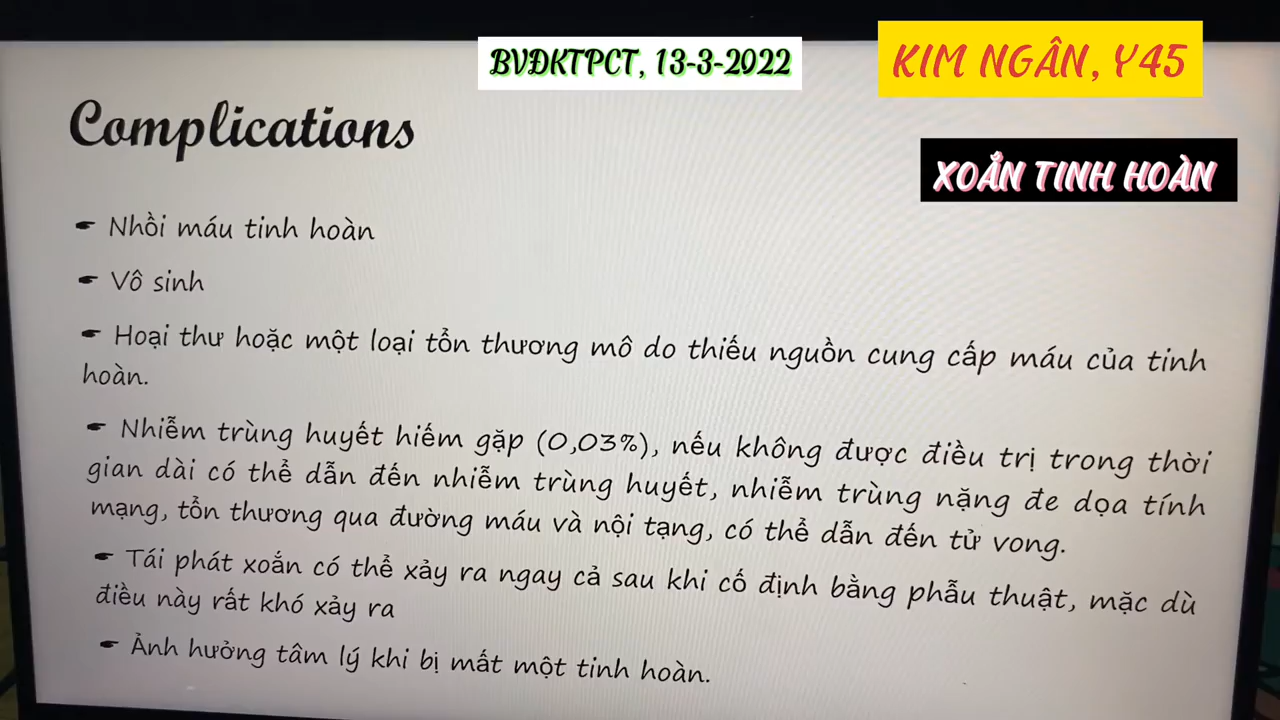 BVĐKTPCT, 13-3-2022
KIM NGÂN, Y45
Complications
XOẮN TINH HOÀN
☛ Nhồi máu tinh hoàn
☛ Vô sinh
☛ Hoại thư hoặc một loại tổn thương mô do thiếu nguồn cung cấp máu của tinh
hoàn.
☛ Nhiễm trùng huyết hiếm gặp (0,03%), nếu không được điều trị trong thời
gian dài có thể dẫn đến nhiễm trùng huyết, nhiễm trùng nặng đe dọa tính
mạng, tổn thương qua đường máu và nội tạng, có thể dẫn đến tử vong.
☛ Tái phát xoắn có thể xảy ra ngay cả sau khi cố định bằng phẫu thuật, mặc dù
điều này rất khó xảy ra
☛ Ảnh hưởng tâm lý khi bị mất một tinh hoàn.